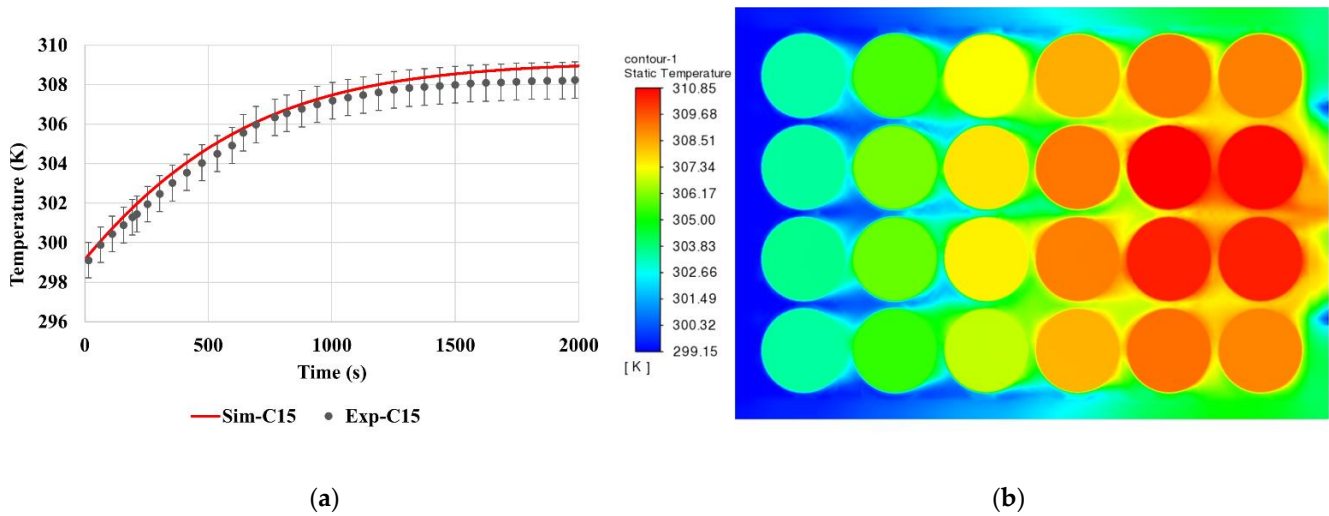 310
308
306
304
302
300
298
296
Temperature (K)
0 500 1000 1500 2000
Time (s)
Sim-C15 Exp-C15
contour-1
Static Temperature
310.85
309.68
308.51
307.34
306.17
305.00
303.83
302.66
301.49
300.32
299.15
[ K ]
(a) (b)